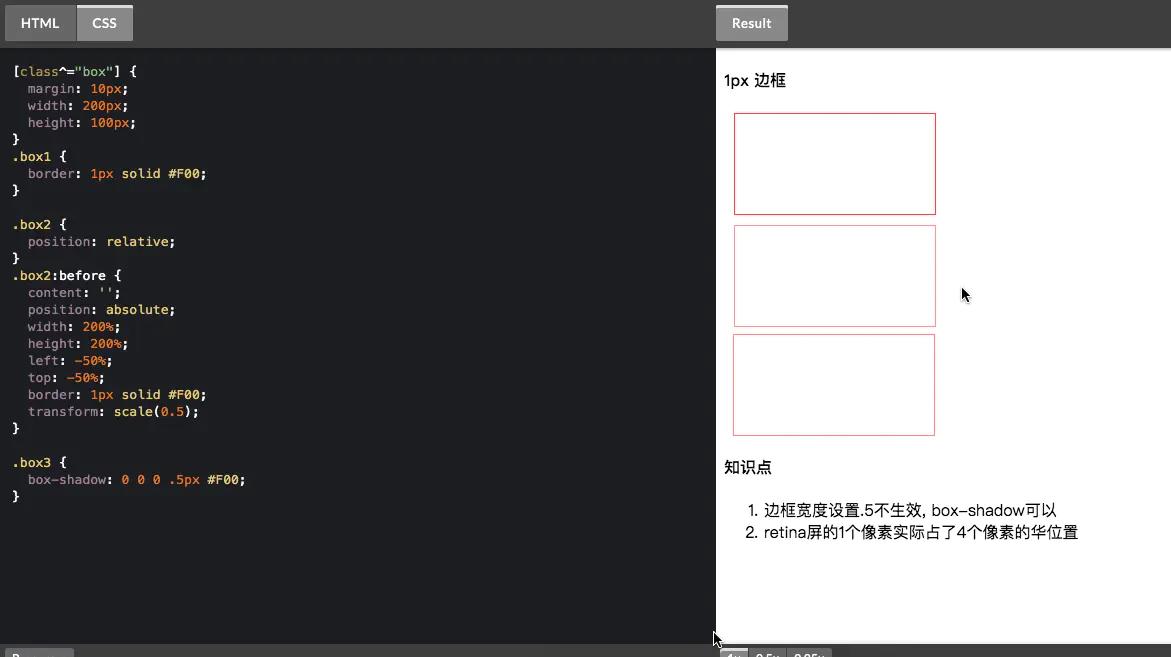 HTML CSS Result
[class^="box"] {
  margin: 10px;
  width: 200px;
  height: 100px;
}
.box1 {
  border: 1px solid #F00;
}
.box2 {
  position: relative;
}
.box2:before {
  content: '';
  position: absolute;
  width: 200%;
  height: 200%;
  left: -50%;
  top: -50%;
  border: 1px solid #F00;
  transform: scale(0.5);
}
.box3 {
  box-shadow: 0 0 0 .5px #F00;
}
1px 边框
知识点
1. 边框宽度设置.5不生效, box-shadow可以
2. retina屏的1个像素实际占了4个像素的华位置
1x 0.5x 0.25x